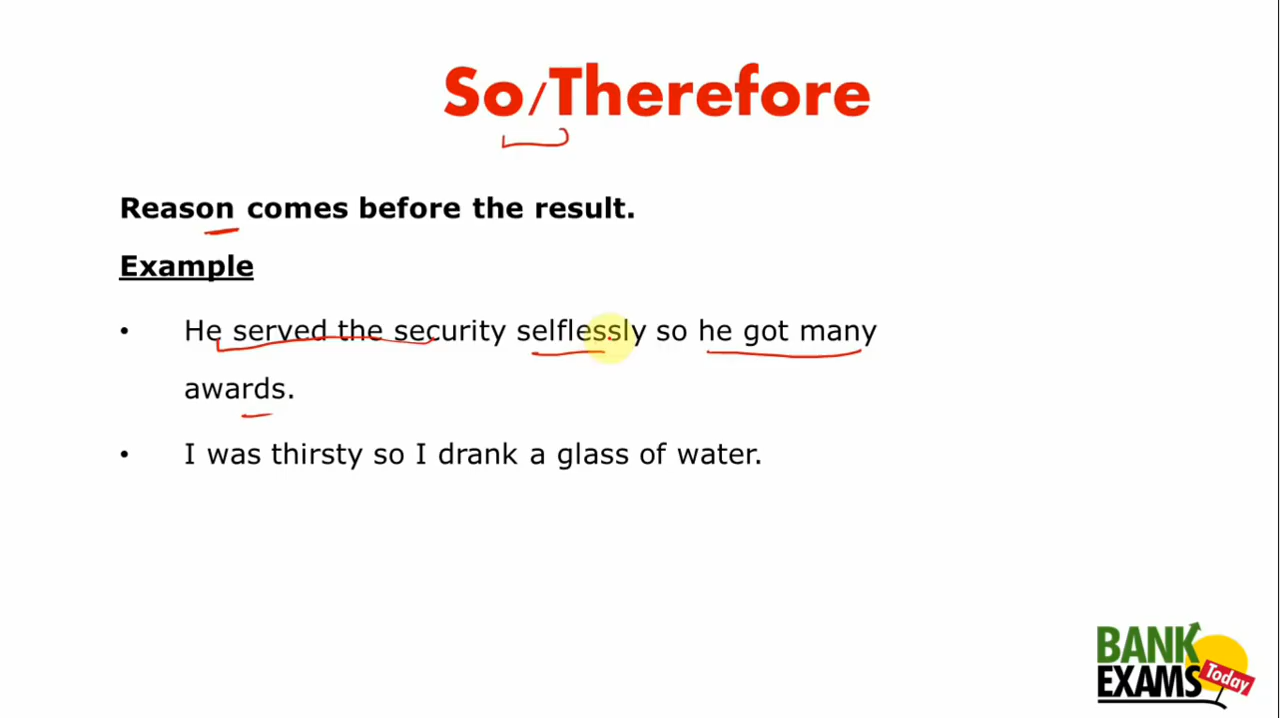 So/Therefore
Reason comes before the result.
Example
• He served the security selflessly so he got many
awards.
• I was thirsty so I drank a glass of water.
BANK
EXAMS Today